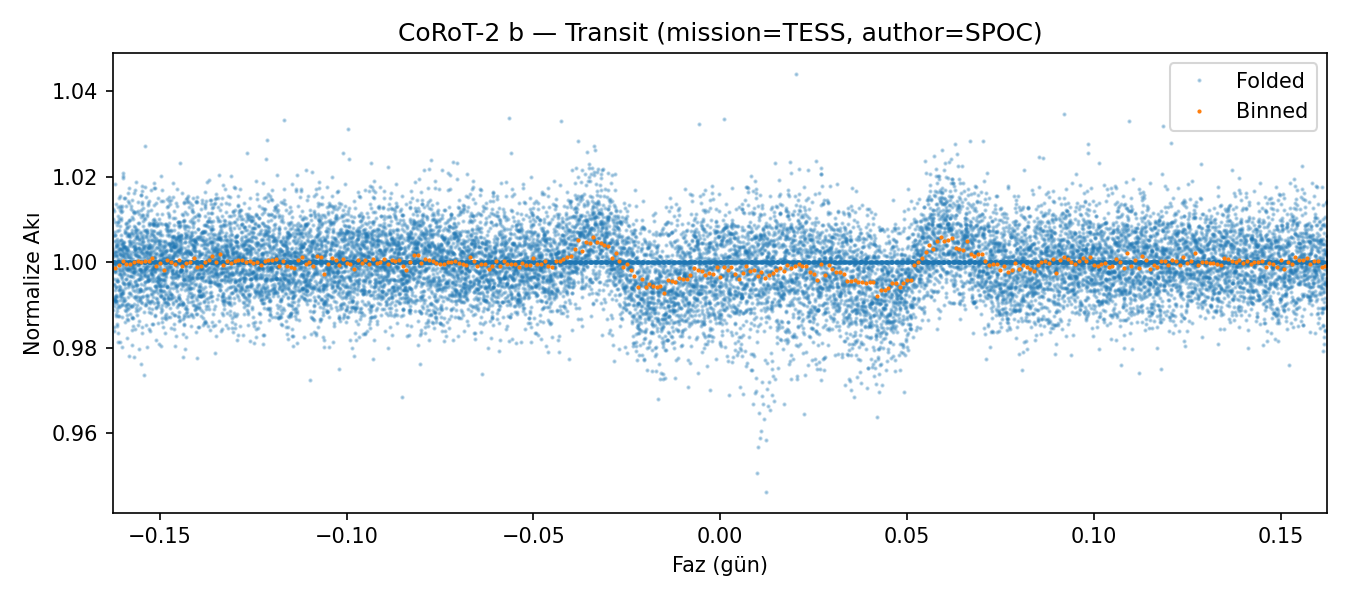 CoRoT-2 b — Transit (mission=TESS, author=SPOC)
Folded
Binned
Normalize Akı
1.04
1.02
1.00
0.98
0.96
−0.15
−0.10
−0.05
0.00
0.05
0.10
0.15
Faz (gün)